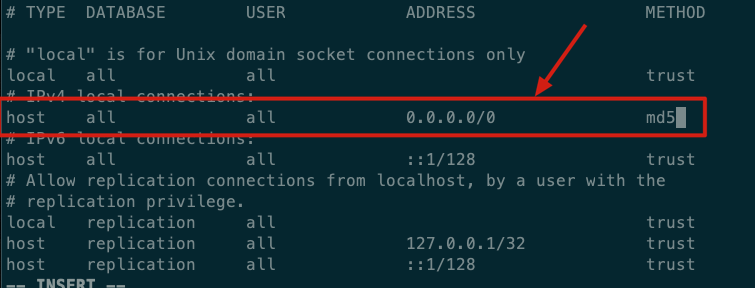 # TYPE  DATABASE        USER            ADDRESS                 METHOD
# "local" is for Unix domain socket connections only
local   all             all                                     trust
# IPv4 local connections:
host    all             all             0.0.0.0/0               md5
# IPv6 local connections:
host    all             all             ::1/128                 trust
# Allow replication connections from localhost, by a user with the
# replication privilege.
local   replication     all                                     trust
host    replication     all             127.0.0.1/32            trust
host    replication     all             ::1/128                 trust
-- INSERT --